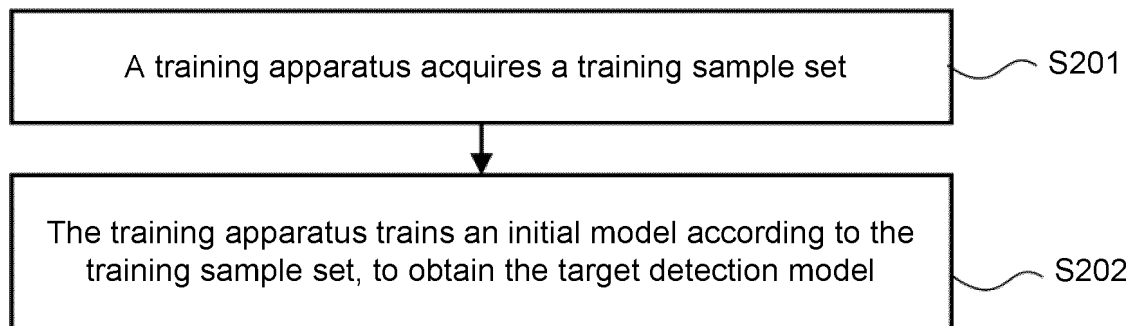 A training apparatus acquires a training sample set
S201
The training apparatus trains an initial model according to the
training sample set, to obtain the target detection model
S202